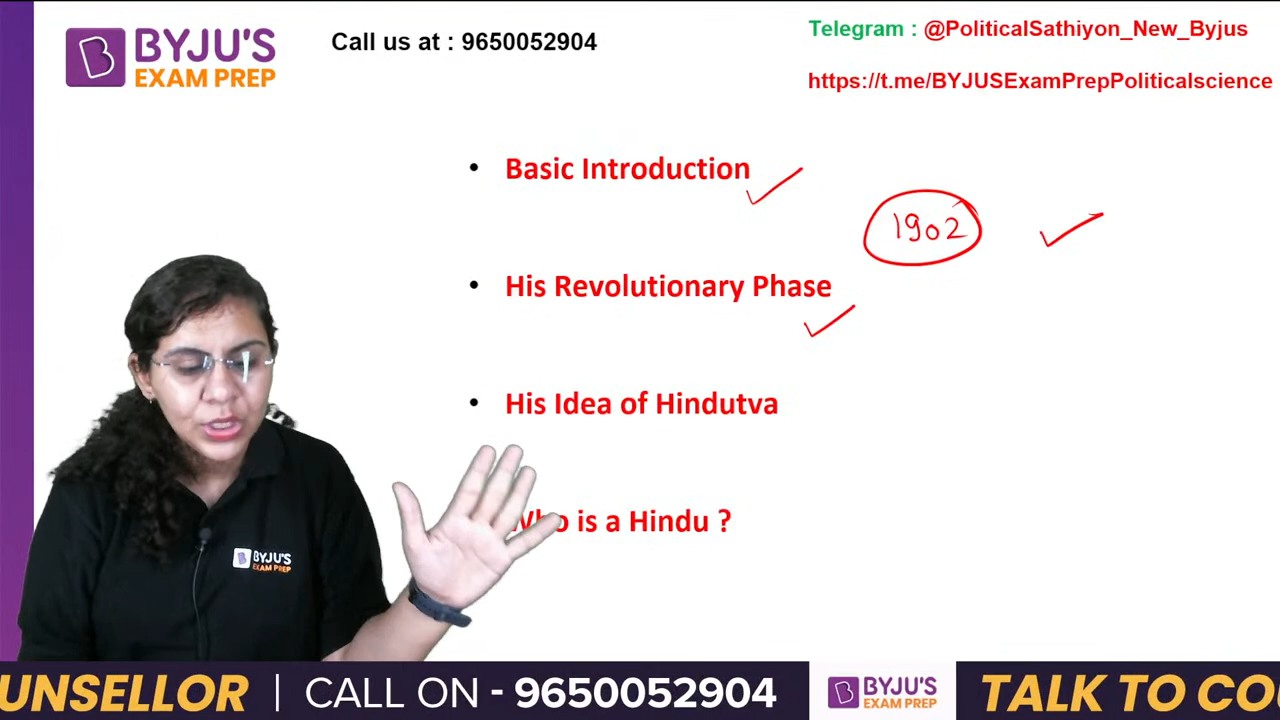 BYJU'S
EXAM PREP
Call us at : 9650052904
Telegram : @PoliticalSathiyon_New_Byjus
https://t.me/BYJUSExamPrepPoliticalscience
• Basic Introduction
1902
• His Revolutionary Phase
• His Idea of Hindutva
Who is a Hindu ?
BYJU'S
EXAM PREP
UNSELLOR | CALL ON - 9650052904
BYJU'S
EXAM PREP
TALK TO CO